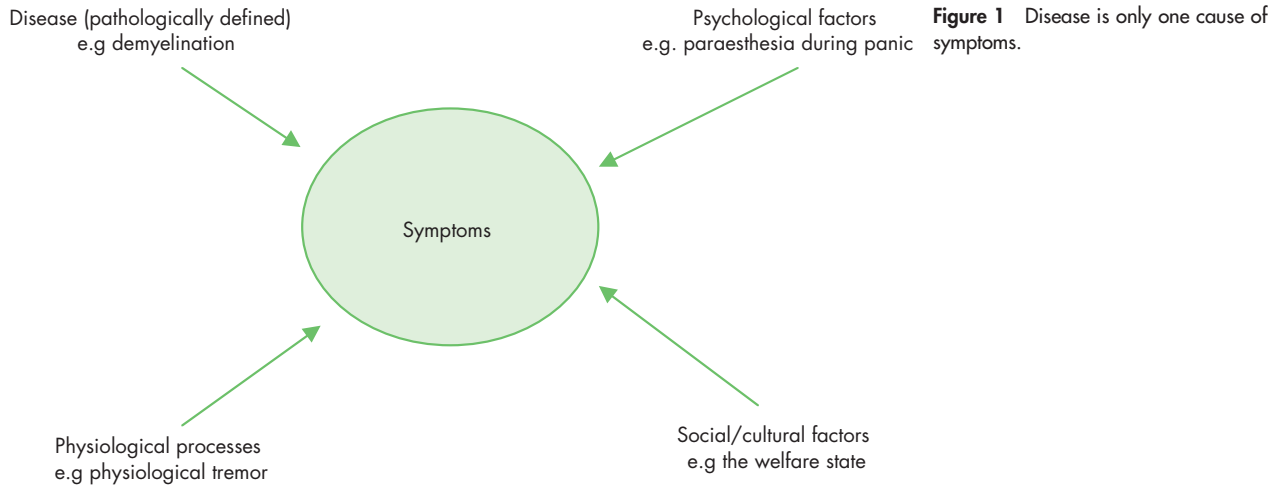 Disease (pathologically defined)
e.g demyelination
Psychological factors
e.g. paraesthesia during panic
Figure 1 Disease is only one cause of
symptoms.
Symptoms
Physiological processes
e.g physiological tremor
Social/cultural factors
e.g the welfare state